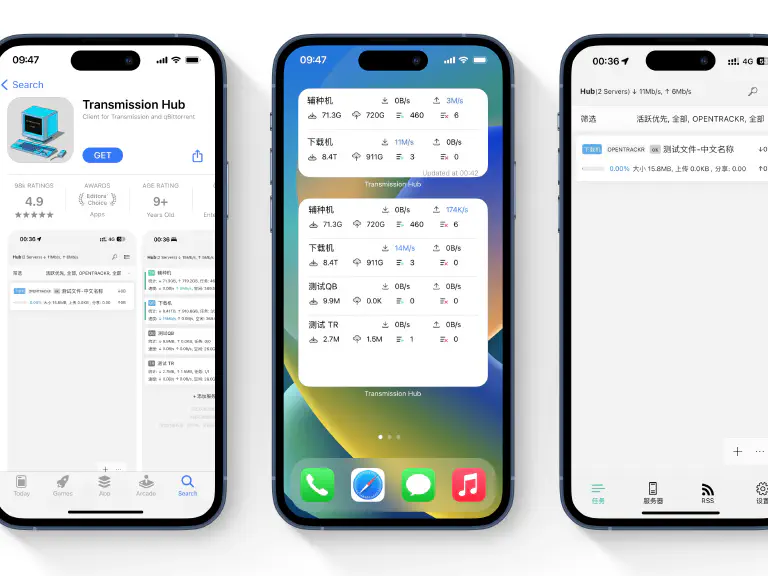 09:47
Search
Transmission Hub
Client for Transmission and qBittorrent
GET
98k RATINGS
4.9
AWARDS
Editors' Choice
Apps
AGE RATING
9+
Years Old
00:36
4G
Hub(2 Servers) ↓ 11Mb/s, ↑ 6Mb/s
筛选
活跃优先, 全部, OPENTRACKR, 全部
下载机 OPENTRACKR QB 测试文件-中文名称
0.00% 大小 15.8MB, 上传 0.0KB, 分享: 0.00
00:36
Hub(2 Servers) ↓ 11Mb/s, ↑ 6Mb/s
辅种机
下载机
测试QB
测试 TR
+ 添加服务
Today
Games
App
Arcade
Search
09:47
辅种机 0B/s 3M/s
71.3G 720G 460 6
下载机 11M/s 0B/s
8.4T 911G 3 0
Updated at 00:42
Transmission Hub
辅种机 0B/s 174K/s
71.3G 720G 460 6
下载机 14M/s 0B/s
8.4T 911G 3 0
测试QB 0B/s 0B/s
9.9M 0.0K 0 0
测试 TR 0B/s 0B/s
2.7M 1.5M 1 0
Transmission Hub
00:36
4G
Hub(2 Servers) ↓ 11Mb/s, ↑ 6Mb/s
筛选
活跃优先, 全部, OPENTRACKR, 全部
下载机 OPENTRACKR QB 测试文件-中文名称
0.00% 大小 15.8MB, 上传 0.0KB, 分享: 0.00
任务
服务器
RSS
设置